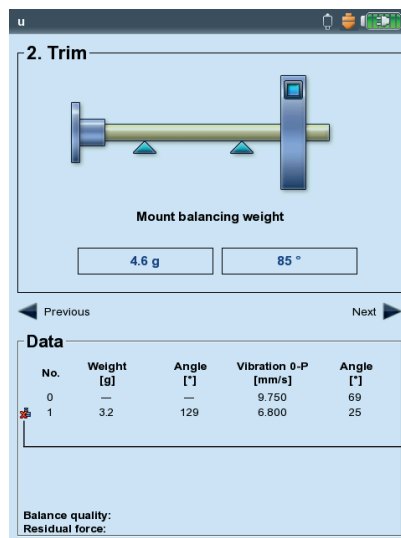 u
2. Trim
Mount balancing weight
4.6 g 85 °
Previous Next
Data
No. Weight [g] Angle [°] Vibration 0-P [mm/s] Angle [°]
0 — — 9.750 69
1 3.2 129 6.800 25
Balance quality:
Residual force: